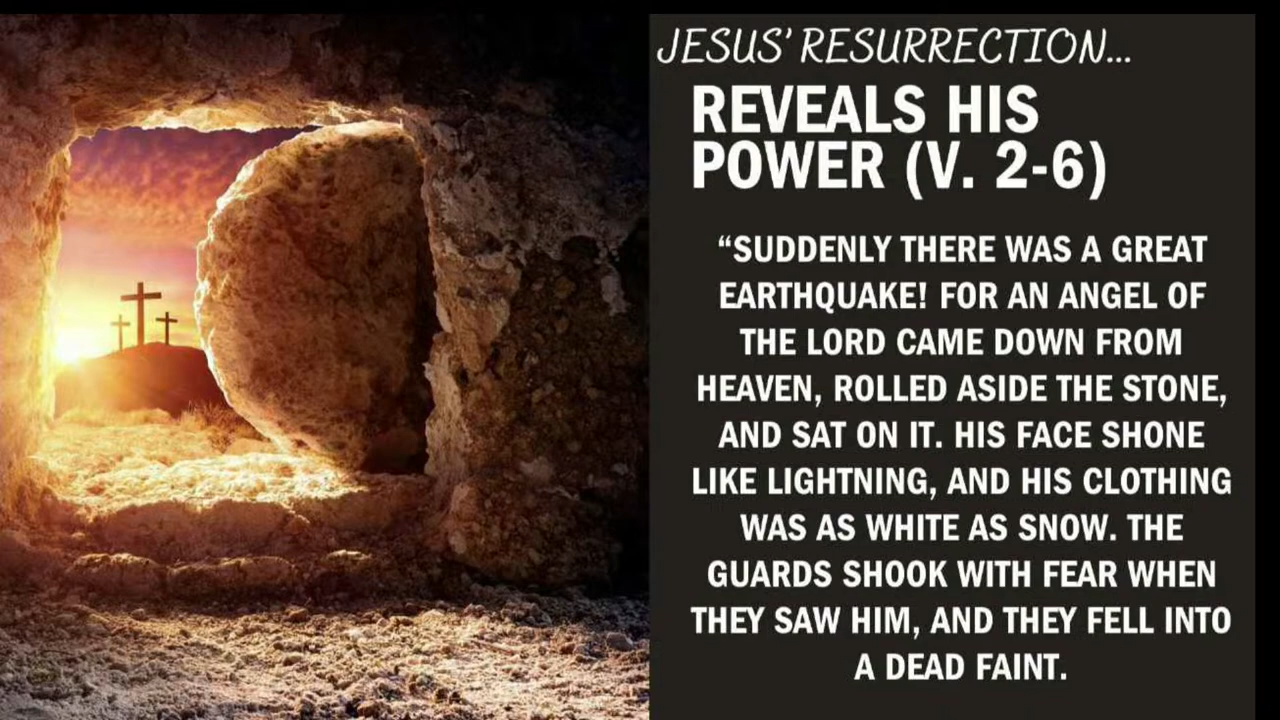 JESUS' RESURRECTION...
REVEALS HIS
POWER (V. 2-6)
“SUDDENLY THERE WAS A GREAT
EARTHQUAKE! FOR AN ANGEL OF
THE LORD CAME DOWN FROM
HEAVEN, ROLLED ASIDE THE STONE,
AND SAT ON IT. HIS FACE SHONE
LIKE LIGHTNING, AND HIS CLOTHING
WAS AS WHITE AS SNOW. THE
GUARDS SHOOK WITH FEAR WHEN
THEY SAW HIM, AND THEY FELL INTO
A DEAD FAINT.